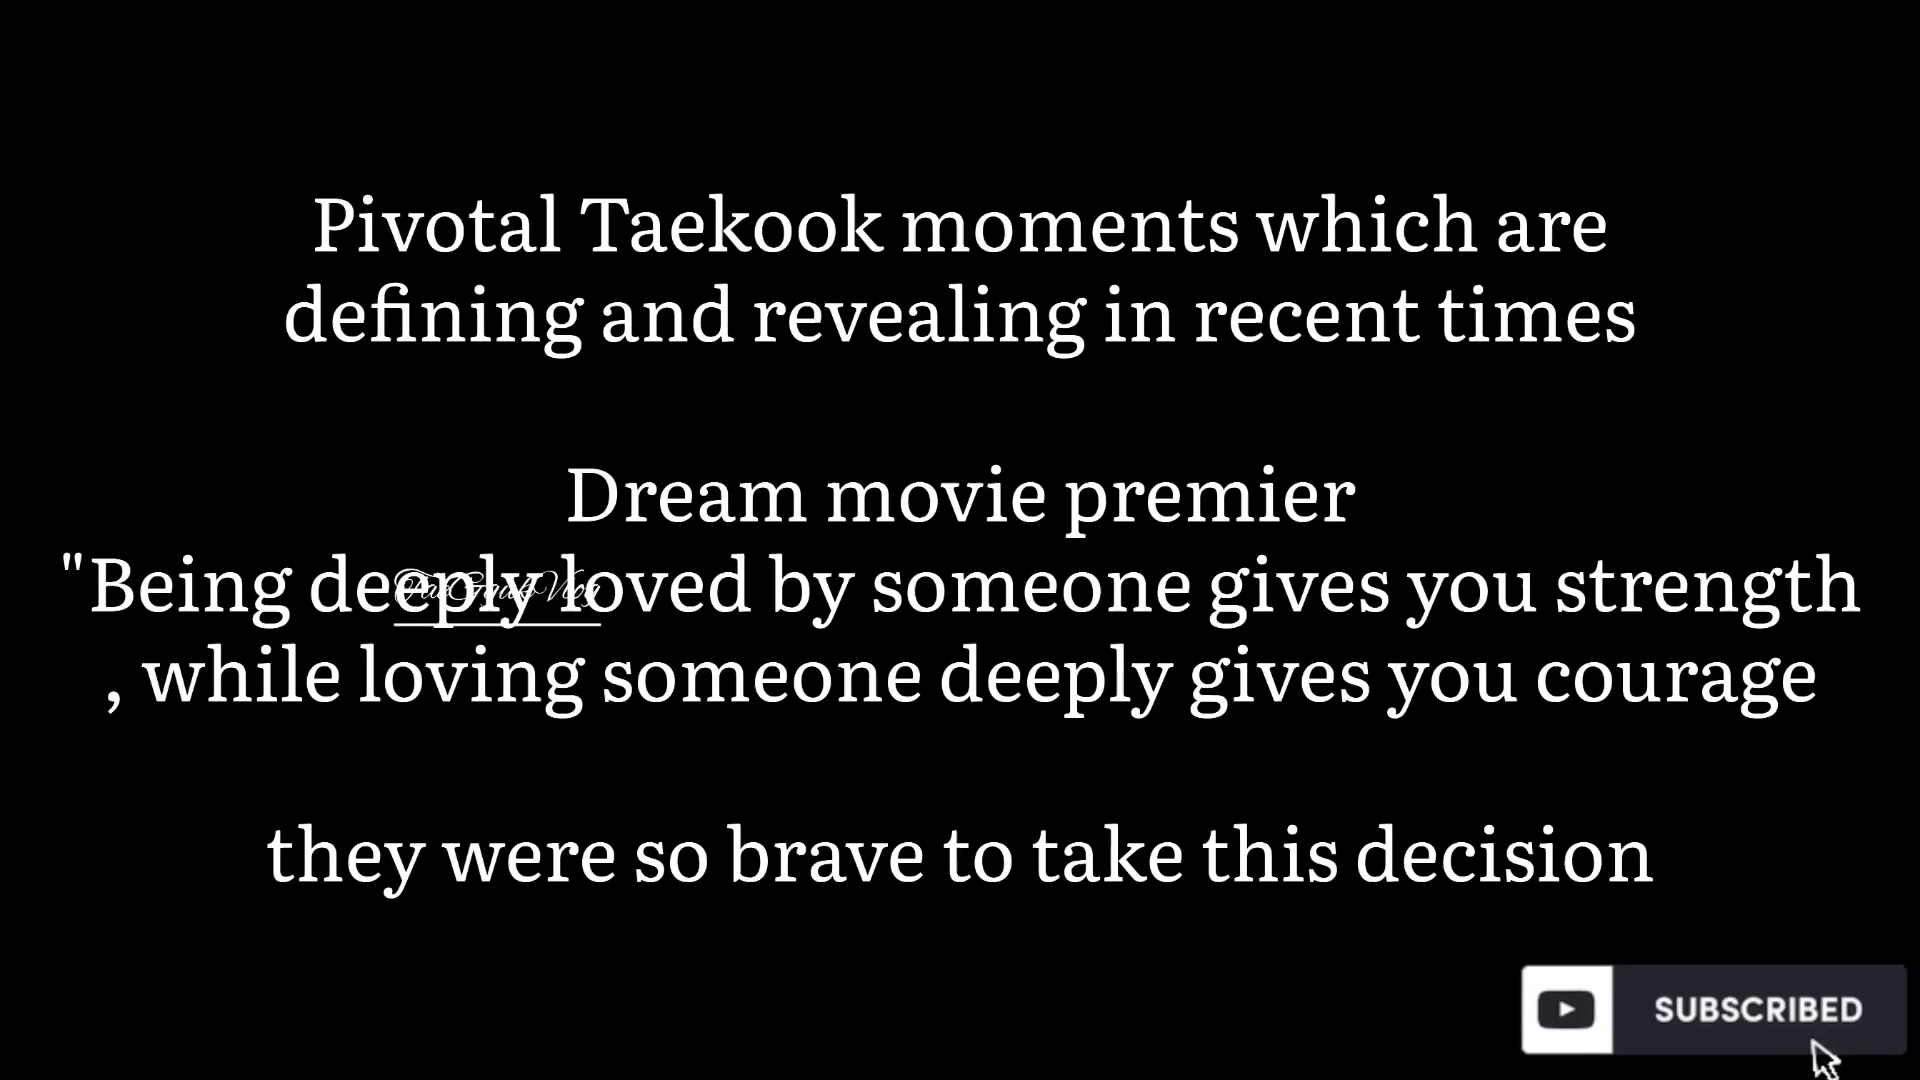 Pivotal Taekook moments which are
defining and revealing in recent times
Dream movie premier
"Being deeply loved by someone gives you strength
, while loving someone deeply gives you courage
they were so brave to take this decision
SUBSCRIBED